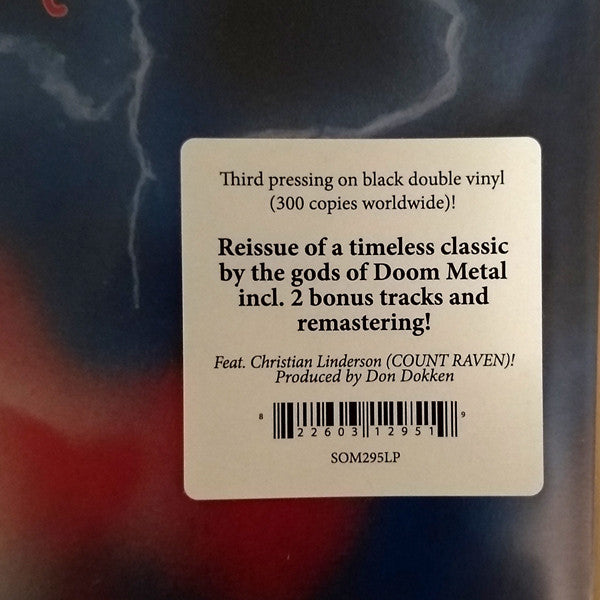 Third pressing on black double vinyl
(300 copies worldwide)!
Reissue of a timeless classic
by the gods of Doom Metal
incl. 2 bonus tracks and
remastering!
Feat. Christian Linderson (COUNT RAVEN)!
Produced by Don Dokken
8 22603 12951 9
SOM295LP